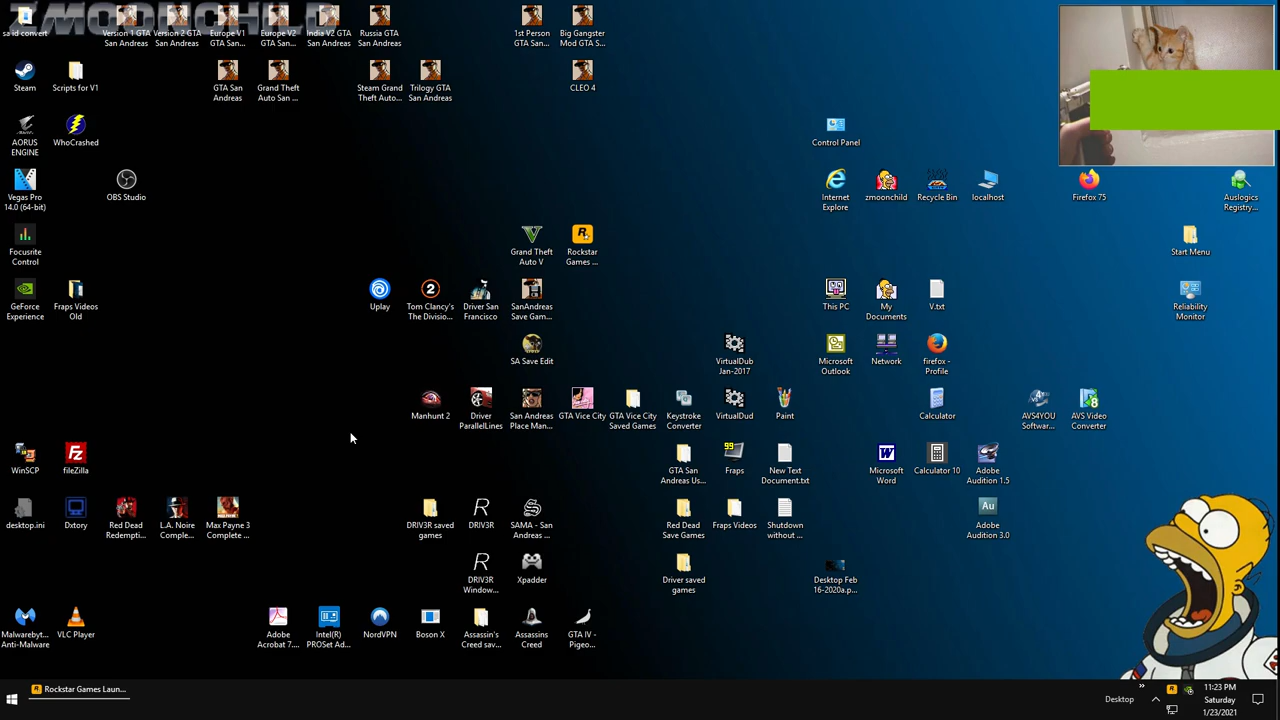 ZMOONCHILD
sa id convert
Version 1 GTA San Andreas
Version 2 GTA San Andreas
Europe V1 GTA San...
Europe V2 GTA San...
India V2 GTA San Andreas
Russia GTA San Andreas
1st Person GTA San...
Big Gangster Mod GTA S...
Steam
Scripts for V1
GTA San Andreas
Grand Theft Auto San ...
Steam Grand Theft Auto...
Trilogy GTA San Andreas
CLEO 4
AORUS ENGINE
WhoCrashed
Control Panel
Vegas Pro 14.0 (64-bit)
OBS Studio
Internet Explore
zmoonchild
Recycle Bin
localhost
Firefox 75
Auslogics Registry...
Focusrite Control
Grand Theft Auto V
Rockstar Games ...
Start Menu
GeForce Experience
Fraps Videos Old
Uplay
Tom Clancy's The Divisio...
Driver San Francisco
SanAndreas Save Gam...
This PC
My Documents
V.txt
Reliability Monitor
SA Save Edit
VirtualDub Jan-2017
Microsoft Outlook
Network
firefox - Profile
Manhunt 2
Driver ParallelLines
San Andreas Place Man...
GTA Vice City
GTA Vice City Saved Games
Keystroke Converter
VirtualDud
Paint
Calculator
AVS4YOU Softwar...
AVS Video Converter
WinSCP
fileZilla
GTA San Andreas Us...
99
Fraps
New Text Document.txt
Microsoft Word
Calculator 10
Adobe Audition 1.5
desktop.ini
Dxtory
Red Dead Redempti...
L.A. Noire Comple...
Max Payne 3 Complete ...
DRIV3R saved games
DRIV3R
SAMA - San Andreas ...
Red Dead Save Games
Fraps Videos
Shutdown without ...
Adobe Audition 3.0
DRIV3R Window...
Xpadder
Driver saved games
Desktop Feb 16-2020a.p...
Malwarebyt... Anti-Malware
VLC Player
Adobe Acrobat 7....
Intel(R) PROSet Ad...
NordVPN
Boson X
Assassin's Creed sav...
Assassins Creed
GTA IV - Pigeo...
Rockstar Games Laun...
Desktop
11:23 PM
Saturday
1/23/2021